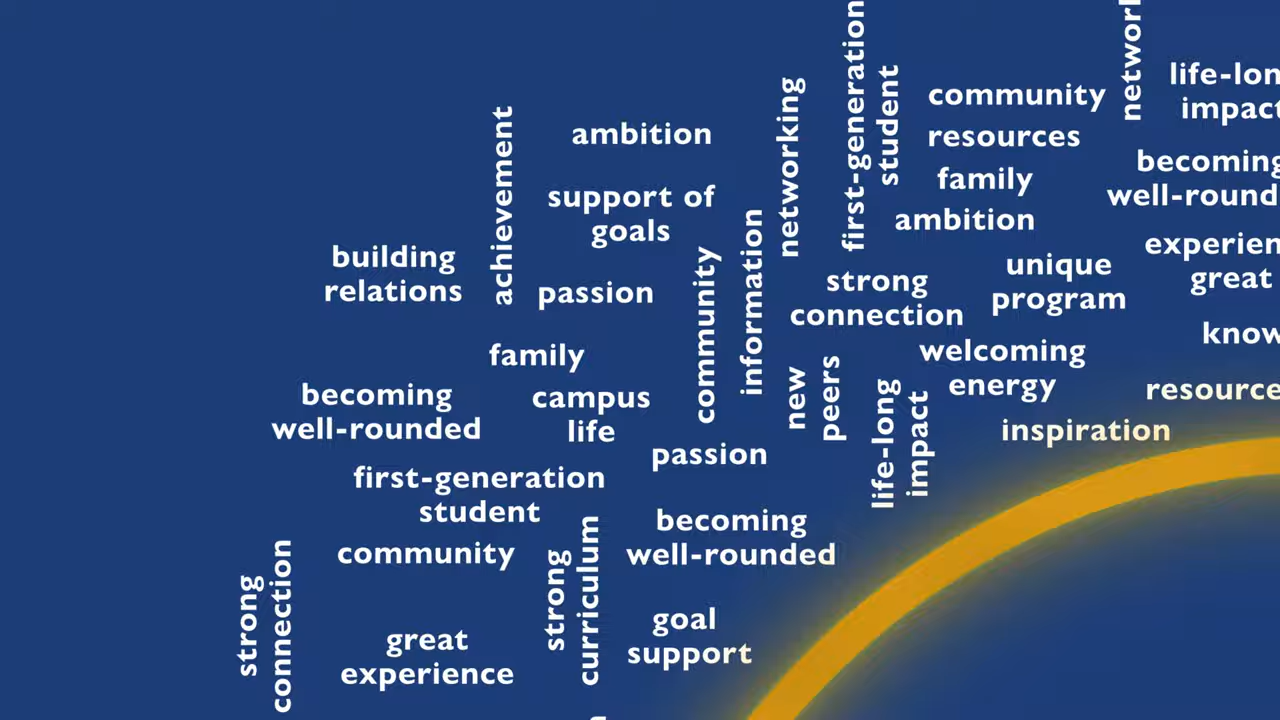 building
relations
achievement
ambition
support of
goals
passion
family
becoming
well-rounded
campus
life
first-generation
student
community
strong
connection
great
experience
strong
curriculum
community
information
networking
passion
becoming
well-rounded
goal
support
new
peers
first-generation
student
community
resources
family
ambition
strong
connection
unique
program
welcoming
energy
life-long
impact
inspiration
networ
life-lon
impact
becoming
well-round
experien
great
know
resource